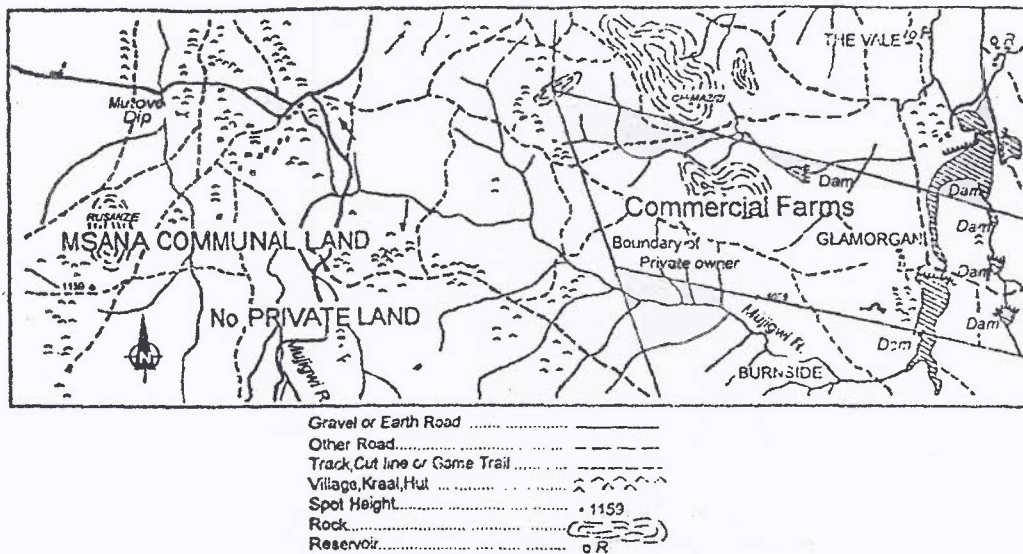 THE VALE
R
R
Mutove
Dip
Dam
Commercial Farms
Dam
RUSANZE
MSANA COMMUNAL LAND
GLAMORGAN
Dam
Boundary of
Private owner
Dam
1159
No PRIVATE LAND
Mujigwi R.
Dam
Mujigwi R.
Dam
BURNSIDE
N
Gravel or Earth Road
Other Road
Track,Cut line or Game Trail
Village,Kraal,Hut
Spot Height • 1159
Rock
Reservoir o R